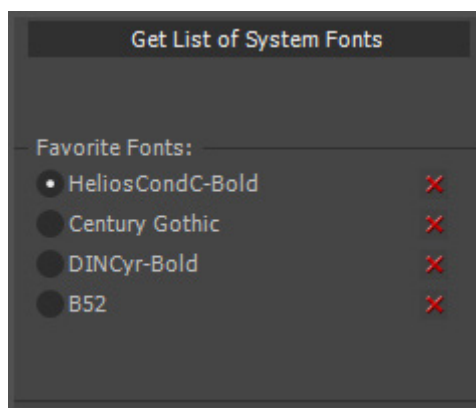 Get List of System Fonts
Favorite Fonts:
HeliosCondC-Bold
Century Gothic
DINCyr-Bold
B52